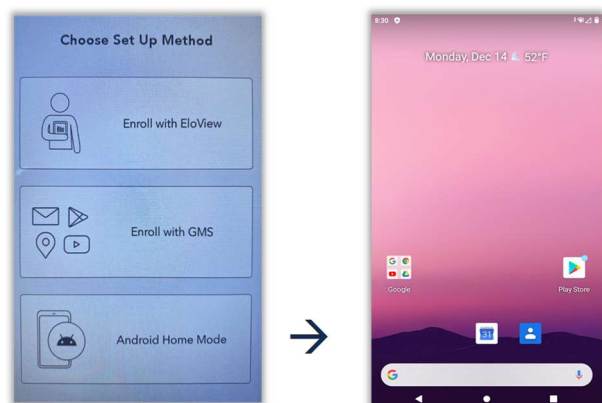 Choose Set Up Method
Enroll with EloView
Enroll with GMS
Android Home Mode
8:30
Monday, Dec 14 52°F
Google
Play Store
31